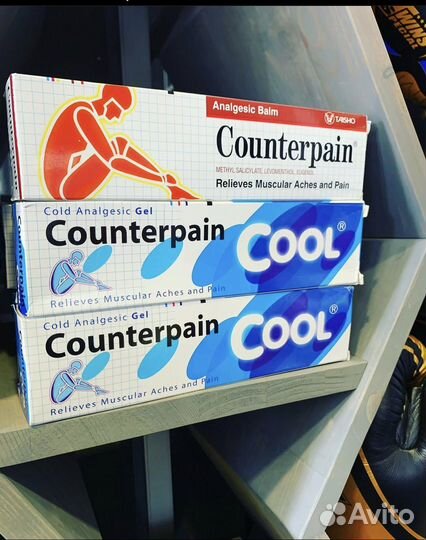 TWINS
Analgesic Balm
TAISHO
Counterpain®
METHYL SALICYLATE, LEVOMENTHOL, EUGENOL
Relieves Muscular Aches and Pain
Cold Analgesic Gel
Counterpain COOL®
Relieves Muscular Aches and Pain
Cold Analgesic Gel
Counterpain COOL®
Relieves Muscular Aches and Pain
Avito